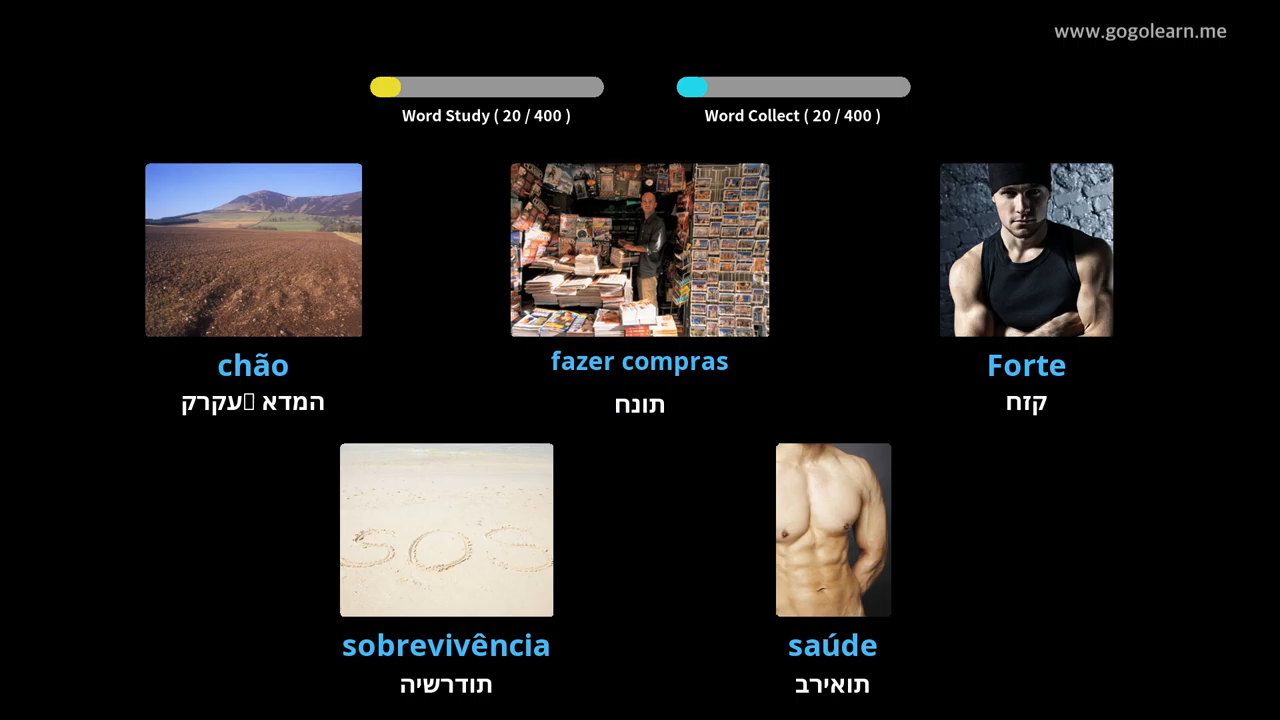 www.gogolearn.me
Word Study ( 20 / 400 )
Word Collect ( 20 / 400 )
chão
המדא עקרק
fazer compras
תונח
Forte
קזח
SOS
sobrevivência
תודרשיה
saúde
תואירב